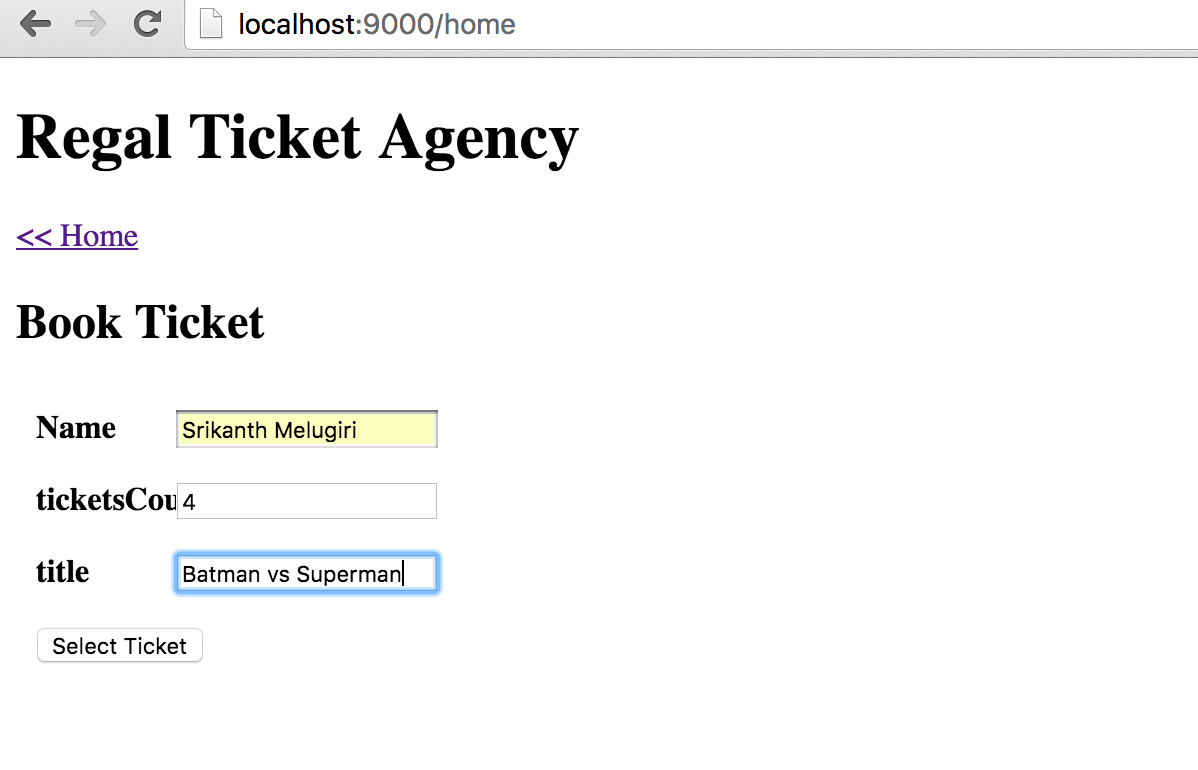 localhost:9000/home
Regal Ticket Agency
<< Home
Book Ticket
Name Srikanth Melugiri
ticketsCou 4
title Batman vs Superman
Select Ticket